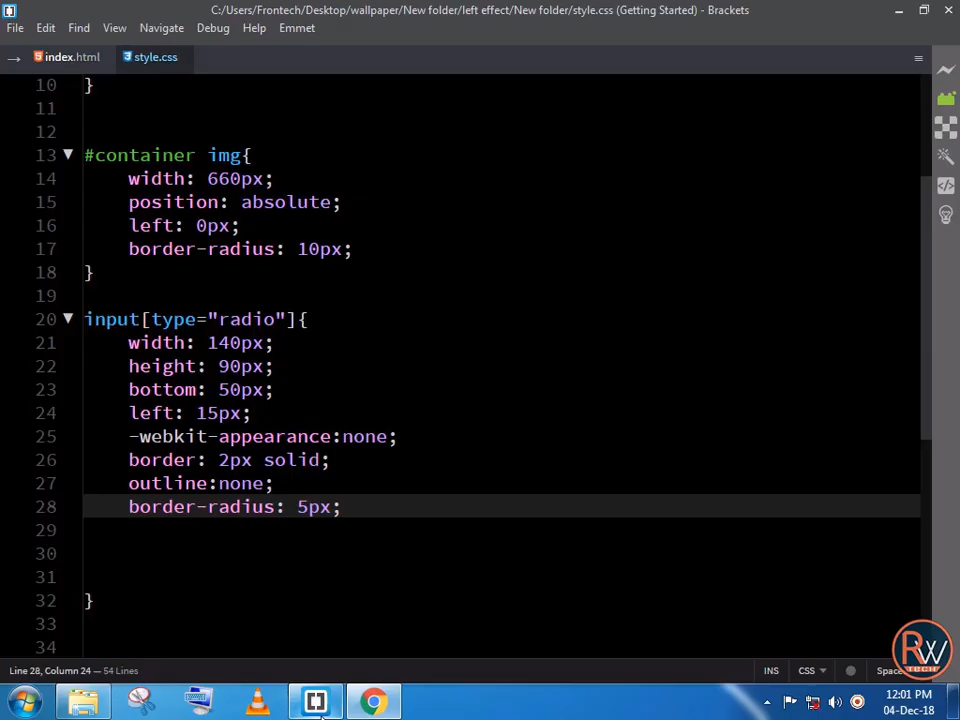 C:/Users/Frontech/Desktop/wallpaper/New folder/left effect/New folder/style.css (Getting Started) - Brackets
File Edit Find View Navigate Debug Help Emmet
index.html style.css
10 }
11
12
13 #container img{
14 width: 660px;
15 position: absolute;
16 left: 0px;
17 border-radius: 10px;
18 }
19
20 input[type="radio"]{
21 width: 140px;
22 height: 90px;
23 bottom: 50px;
24 left: 15px;
25 -webkit-appearance:none;
26 border: 2px solid;
27 outline:none;
28 border-radius: 5px;
29
30
31
32 }
33
34
Line 28, Column 24 — 54 Lines
INS CSS
RW
12:01 PM
04-Dec-18